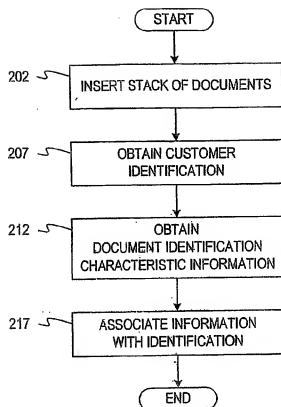 START
202
INSERT STACK OF DOCUMENTS
207
OBTAIN CUSTOMER
IDENTIFICATION
212
OBTAIN
DOCUMENT IDENTIFICATION
CHARACTERISTIC INFORMATION
217
ASSOCIATE INFORMATION
WITH IDENTIFICATION
END